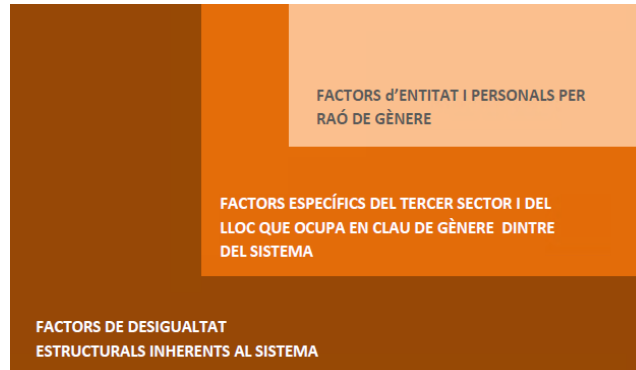 FACTORS d'ENTITAT I PERSONALS PER
RAÓ DE GÈNERE
FACTORS ESPECÍFICS DEL TERCER SECTOR I DEL
LLOC QUE OCUPA EN CLAU DE GÈNERE DINTRE
DEL SISTEMA
FACTORS DE DESIGUALTAT
ESTRUCTURALS INHERENTS AL SISTEMA